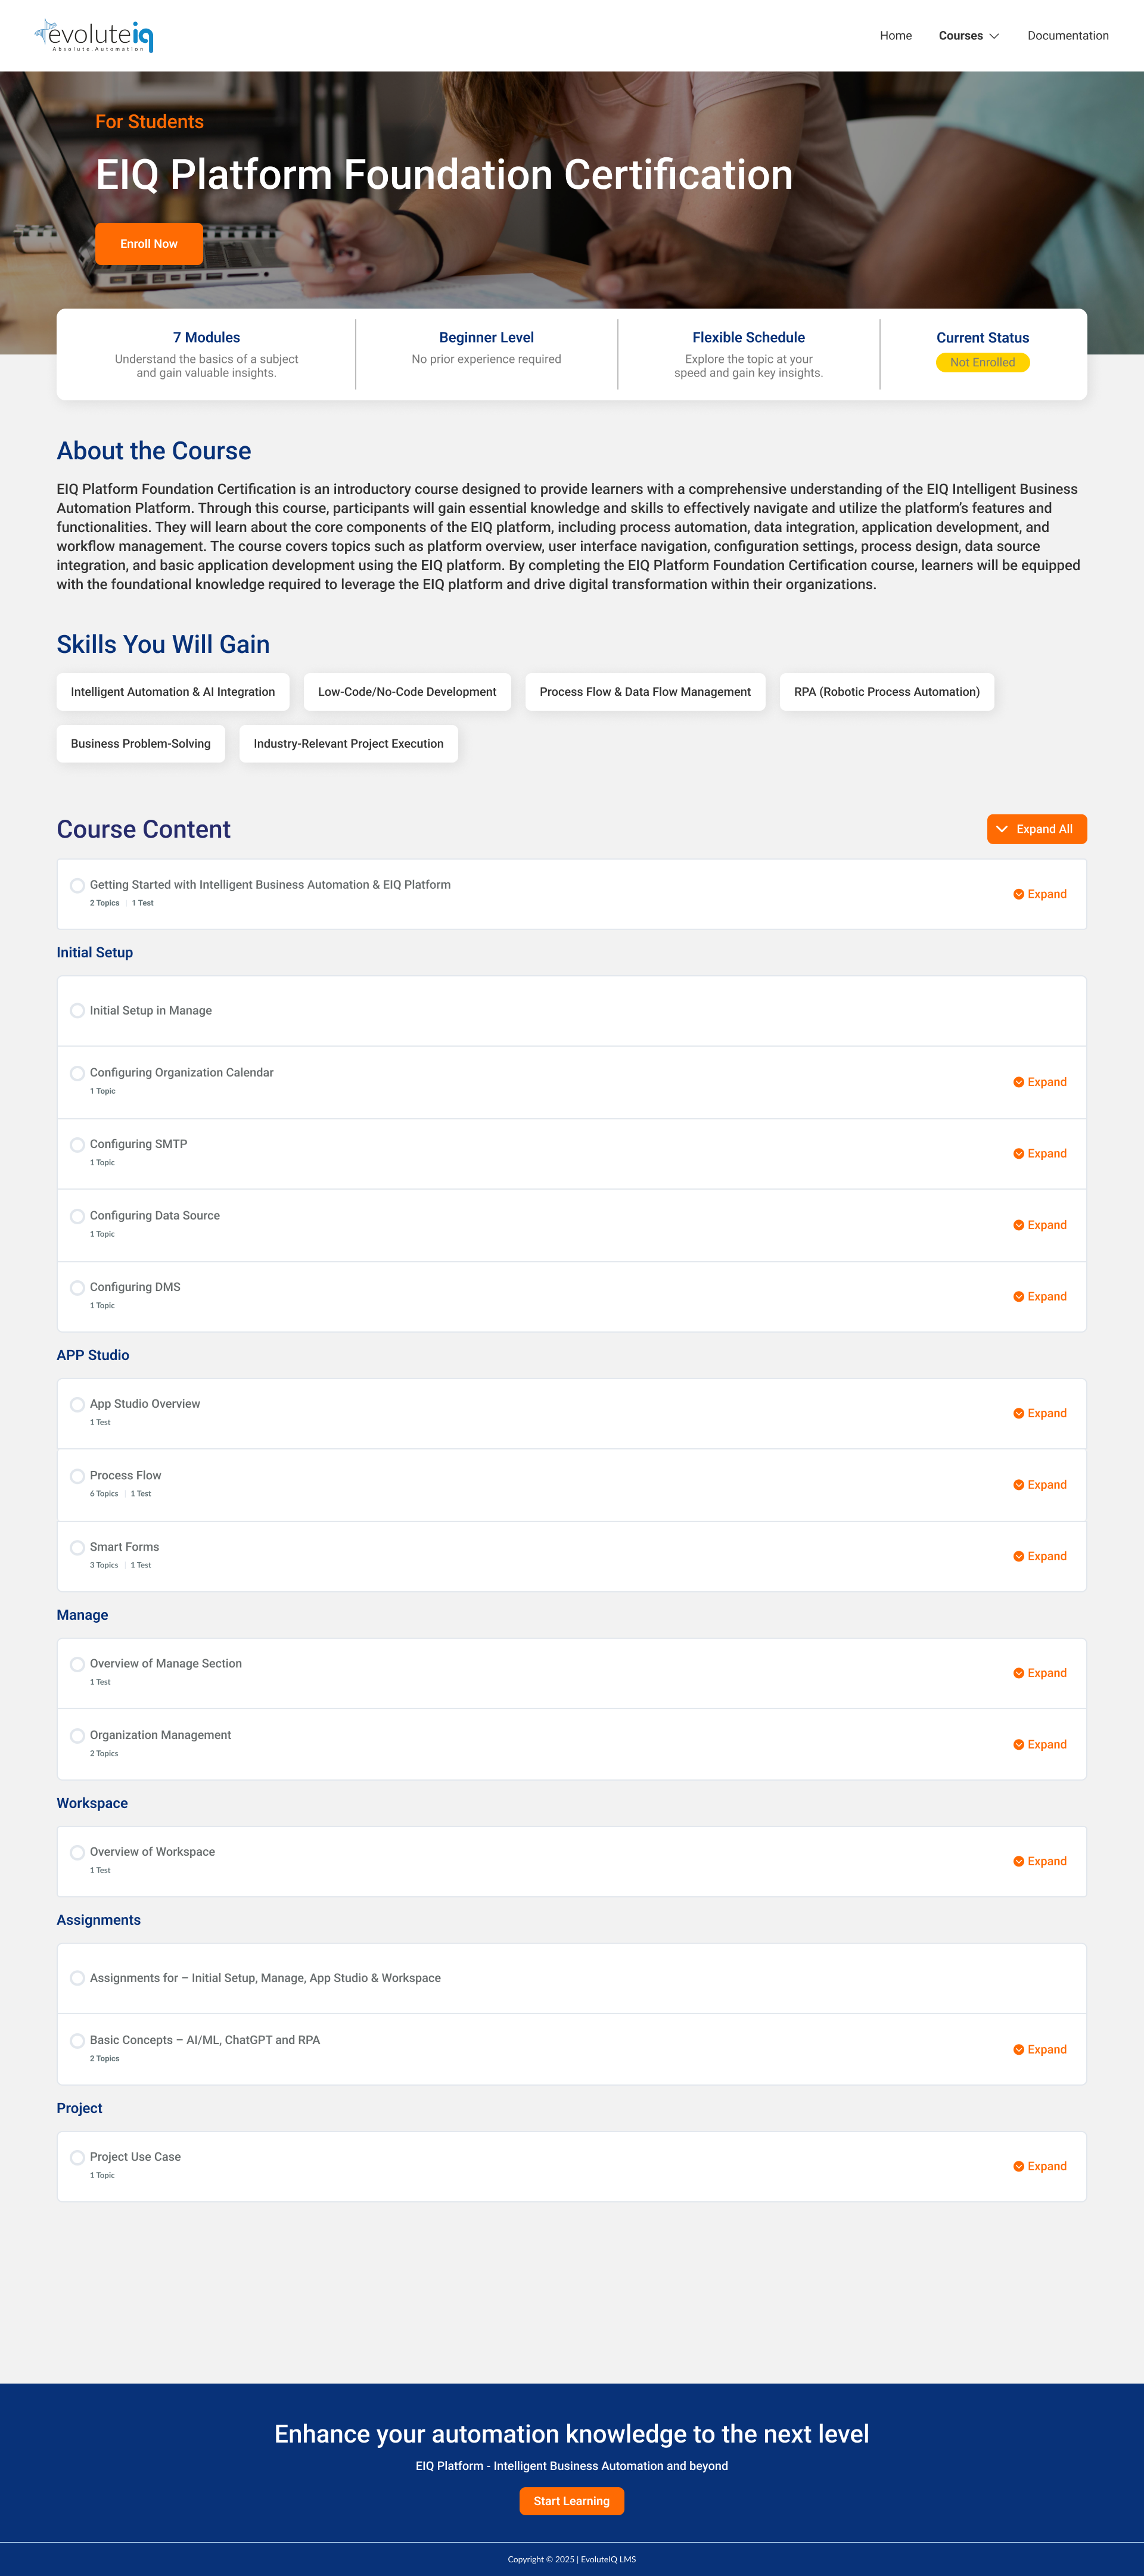 evoluteiq
Absolute. Automation
Home
Courses
Documentation
For Students
EIQ Platform Foundation Certification
Enroll Now
7 Modules
Understand the basics of a subject
and gain valuable insights.
Beginner Level
No prior experience required
Flexible Schedule
Explore the topic at your
speed and gain key insights.
Current Status
Not Enrolled
About the Course
EIQ Platform Foundation Certification is an introductory course designed to provide learners with a comprehensive understanding of the EIQ Intelligent Business
Automation Platform. Through this course, participants will gain essential knowledge and skills to effectively navigate and utilize the platform's features and
functionalities. They will learn about the core components of the EIQ platform, including process automation, data integration, application development, and
workflow management. The course covers topics such as platform overview, user interface navigation, configuration settings, process design, data source
integration, and basic application development using the EIQ platform. By completing the EIQ Platform Foundation Certification course, learners will be equipped
with the foundational knowledge required to leverage the EIQ platform and drive digital transformation within their organizations.
Skills You Will Gain
Intelligent Automation & AI Integration
Low-Code/No-Code Development
Process Flow & Data Flow Management
RPA (Robotic Process Automation)
Business Problem-Solving
Industry-Relevant Project Execution
Course Content
Expand All
Getting Started with Intelligent Business Automation & EIQ Platform
2 Topics | 1 Test
Expand
Initial Setup
Initial Setup in Manage
Configuring Organization Calendar
1 Topic
Expand
Configuring SMTP
1 Topic
Expand
Configuring Data Source
1 Topic
Expand
Configuring DMS
1 Topic
Expand
APP Studio
App Studio Overview
1 Test
Expand
Process Flow
6 Topics | 1 Test
Expand
Smart Forms
3 Topics | 1 Test
Expand
Manage
Overview of Manage Section
1 Test
Expand
Organization Management
2 Topics
Expand
Workspace
Overview of Workspace
1 Test
Expand
Assignments
Assignments for – Initial Setup, Manage, App Studio & Workspace
Basic Concepts – AI/ML, ChatGPT and RPA
2 Topics
Expand
Project
Project Use Case
1 Topic
Expand
Enhance your automation knowledge to the next level
EIQ Platform - Intelligent Business Automation and beyond
Start Learning
Copyright © 2025 | EvoluteIQ LMS